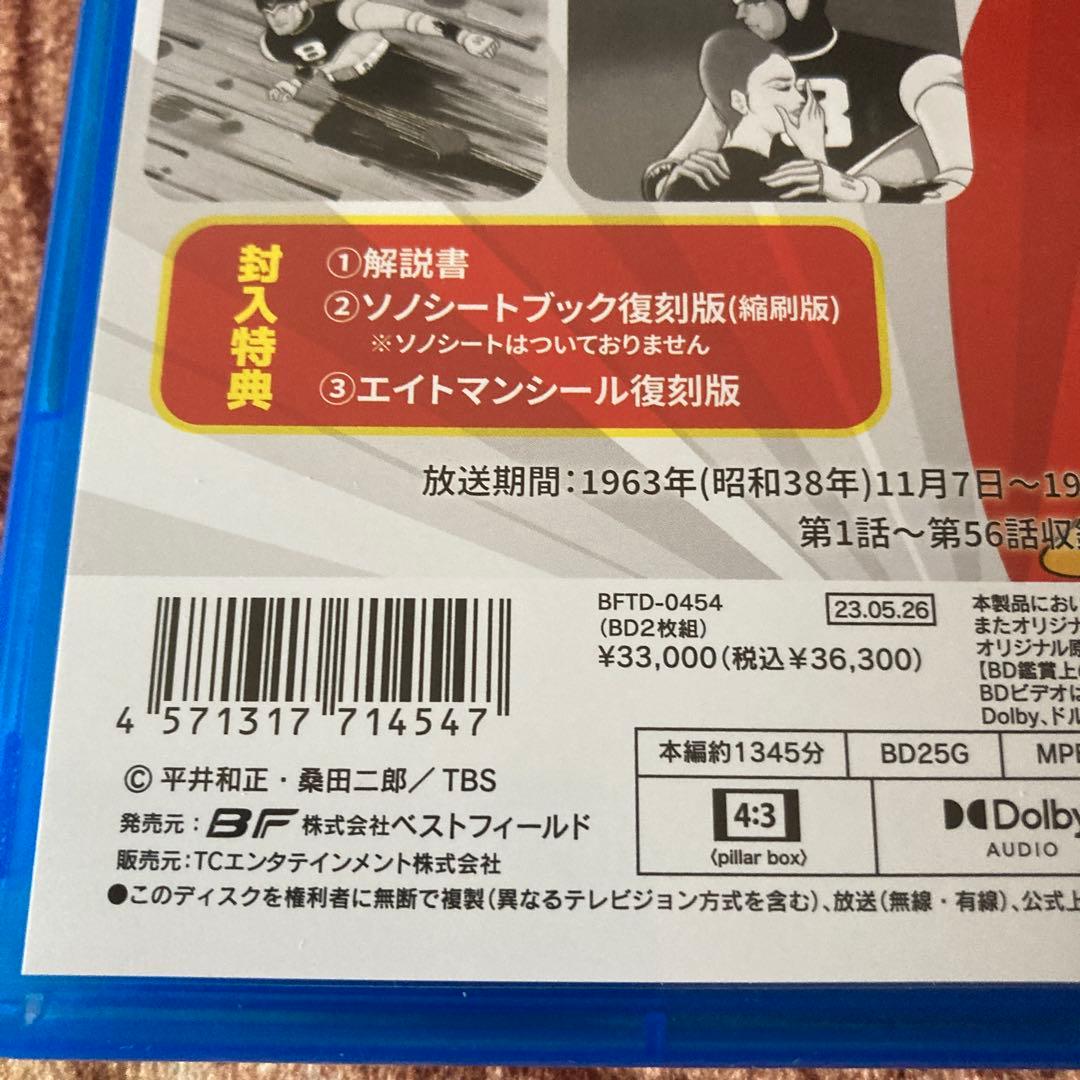 8
8
封入特典
①解説書
②ソノシートブック復刻版(縮刷版)
※ソノシートはついておりません
③エイトマンシール復刻版
放送期間：1963年(昭和38年)11月7日～19
第1話～第56話収
BFTD-0454
(BD2枚組)
23.05.26
¥33,000(税込¥36,300)
本製品におい
またオリジナ
オリジナル原
【BD鑑賞上の
BDビデオは
Dolby、ドル
4 571317 714547
本編約1345分
BD25G
4:3
(pillar box)
Dolby
AUDIO
© 平井和正・桑田二郎／TBS
発売元：BF 株式会社ベストフィールド
販売元：TCエンタテインメント株式会社
●このディスクを権利者に無断で複製(異なるテレビジョン方式を含む)、放送(無線・有線)、公式上